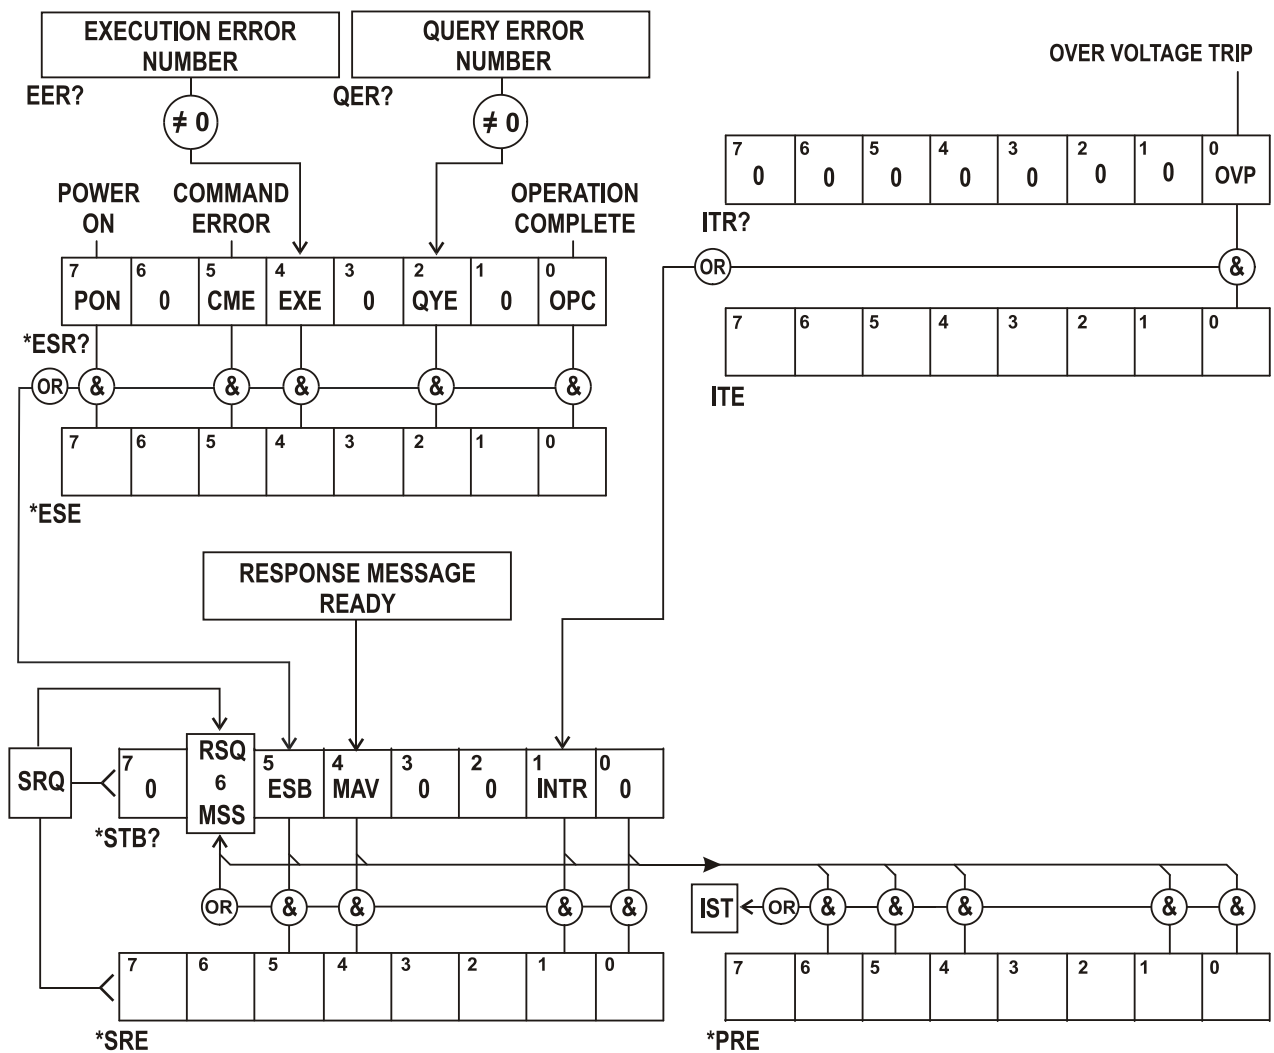 EXECUTION ERROR
NUMBER
QUERY ERROR
NUMBER
OVER VOLTAGE TRIP
EER?
QER?
≠ 0
≠ 0
7 6 5 4 3 2 1 0
0 0 0 0 0 0 0 OVP
POWER
ON
COMMAND
ERROR
OPERATION
COMPLETE
ITR?
OR
&
7 6 5 4 3 2 1 0
PON 0 CME EXE 0 QYE 0 OPC
*ESR?
7 6 5 4 3 2 1 0
ITE
OR & & & & &
7 6 5 4 3 2 1 0
*ESE
RESPONSE MESSAGE
READY
SRQ
7 RSQ 5 4 3 2 1 0
0 6 ESB MAV 0 0 INTR 0
MSS
*STB?
OR & & & &
IST OR & & & & &
7 6 5 4 3 2 1 0
*SRE
7 6 5 4 3 2 1 0
*PRE